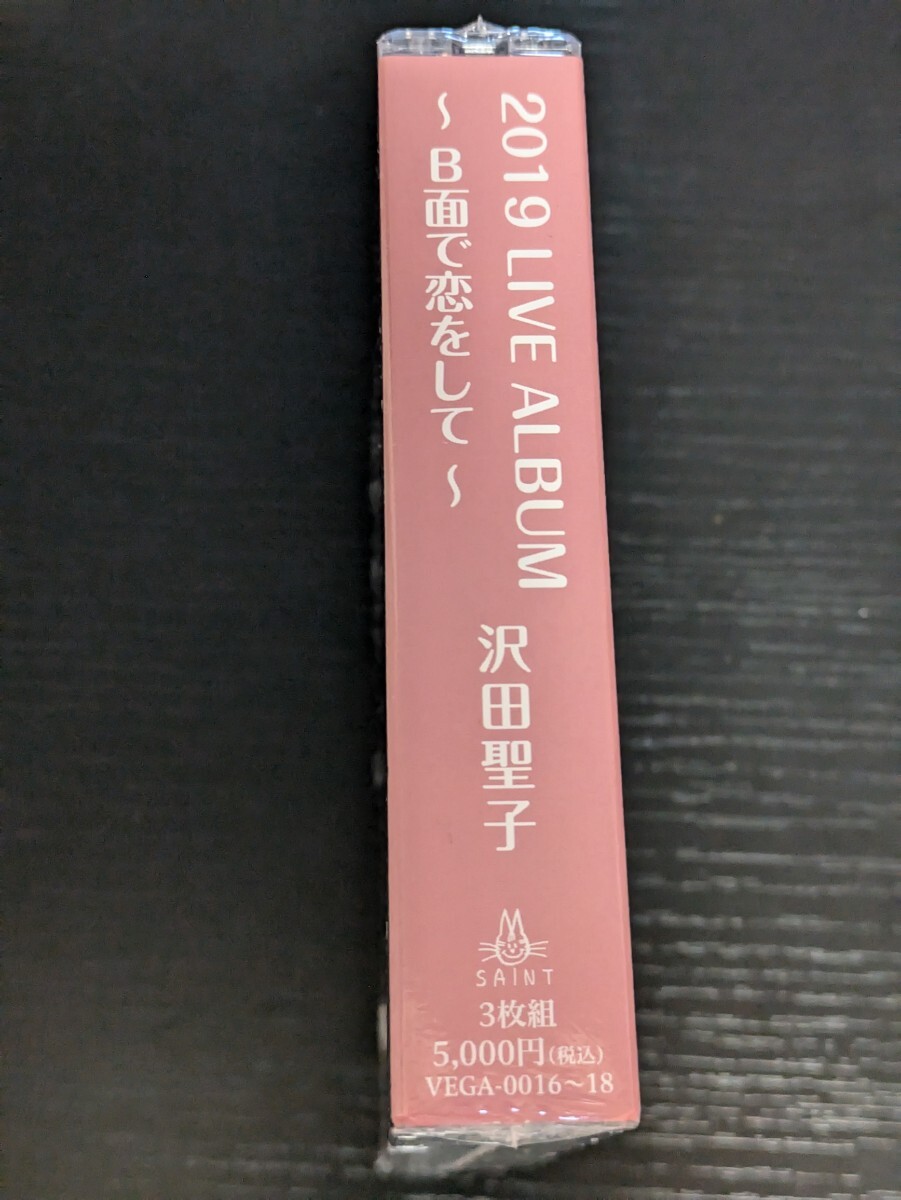 2019 LIVE ALBUM
～B面で恋をして～
沢田聖子
SAINT
3枚組
5,000円(税込)
VEGA-0016～18